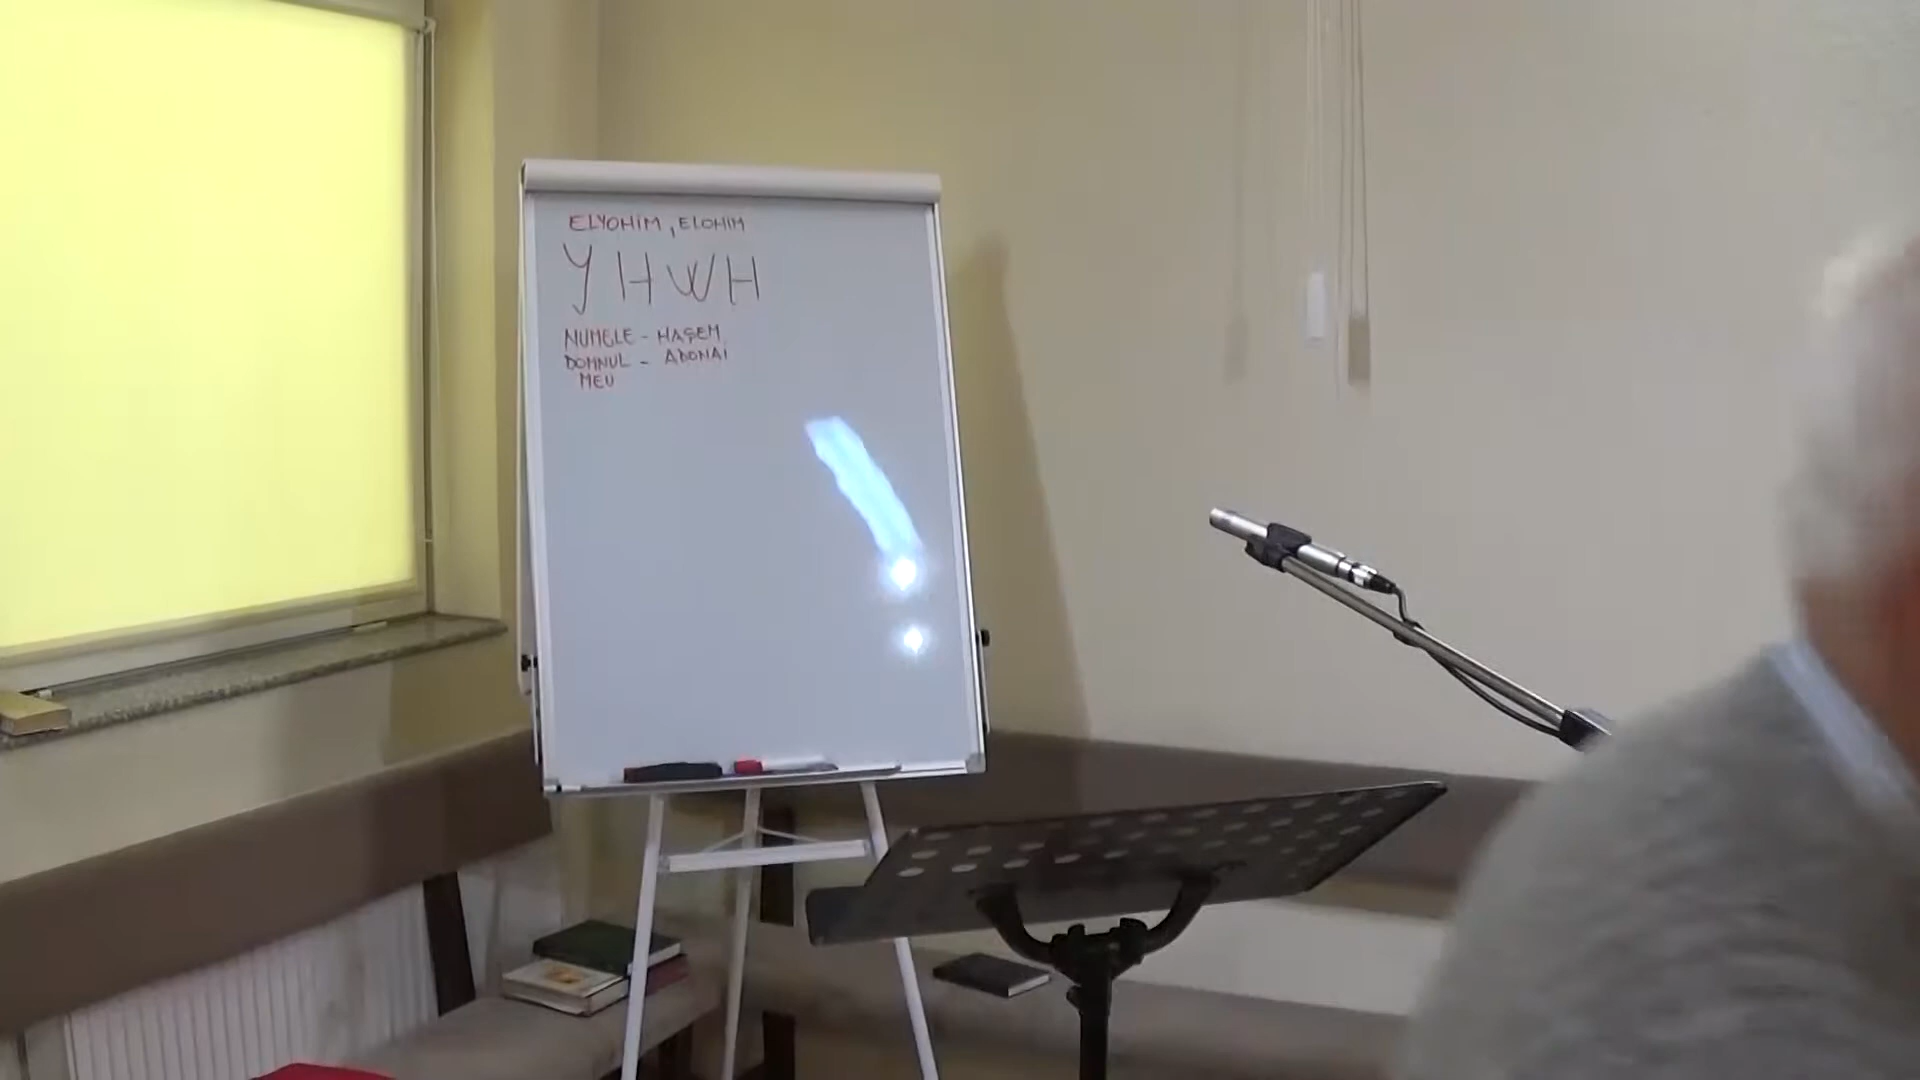 ELYOHIM, ELOHIM
YHWH
NUMELE - HAȘEM
DOMNUL - ADONAI
MEU